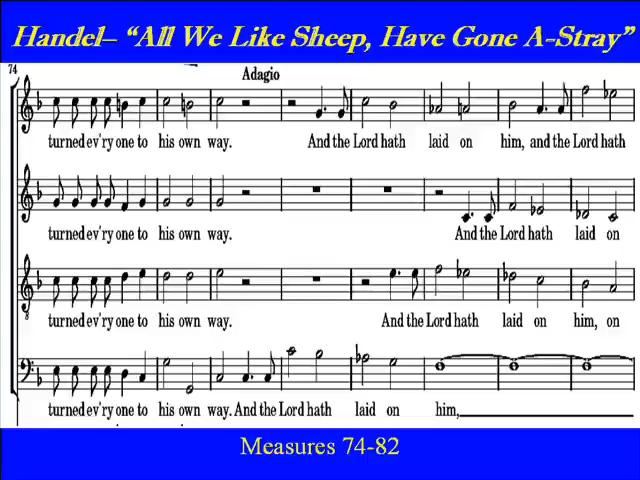 Handel– “All We Like Sheep, Have Gone A-Stray”
74
Adagio
turned ev'ry one to his own way. And the Lord hath laid on him, and the Lord hath
turned ev'ry one to his own way. And the Lord hath laid on
8
turned ev'ry one to his own way. And the Lord hath laid on him, on
turned ev'ry one to his own way. And the Lord hath laid on him,
Measures 74-82